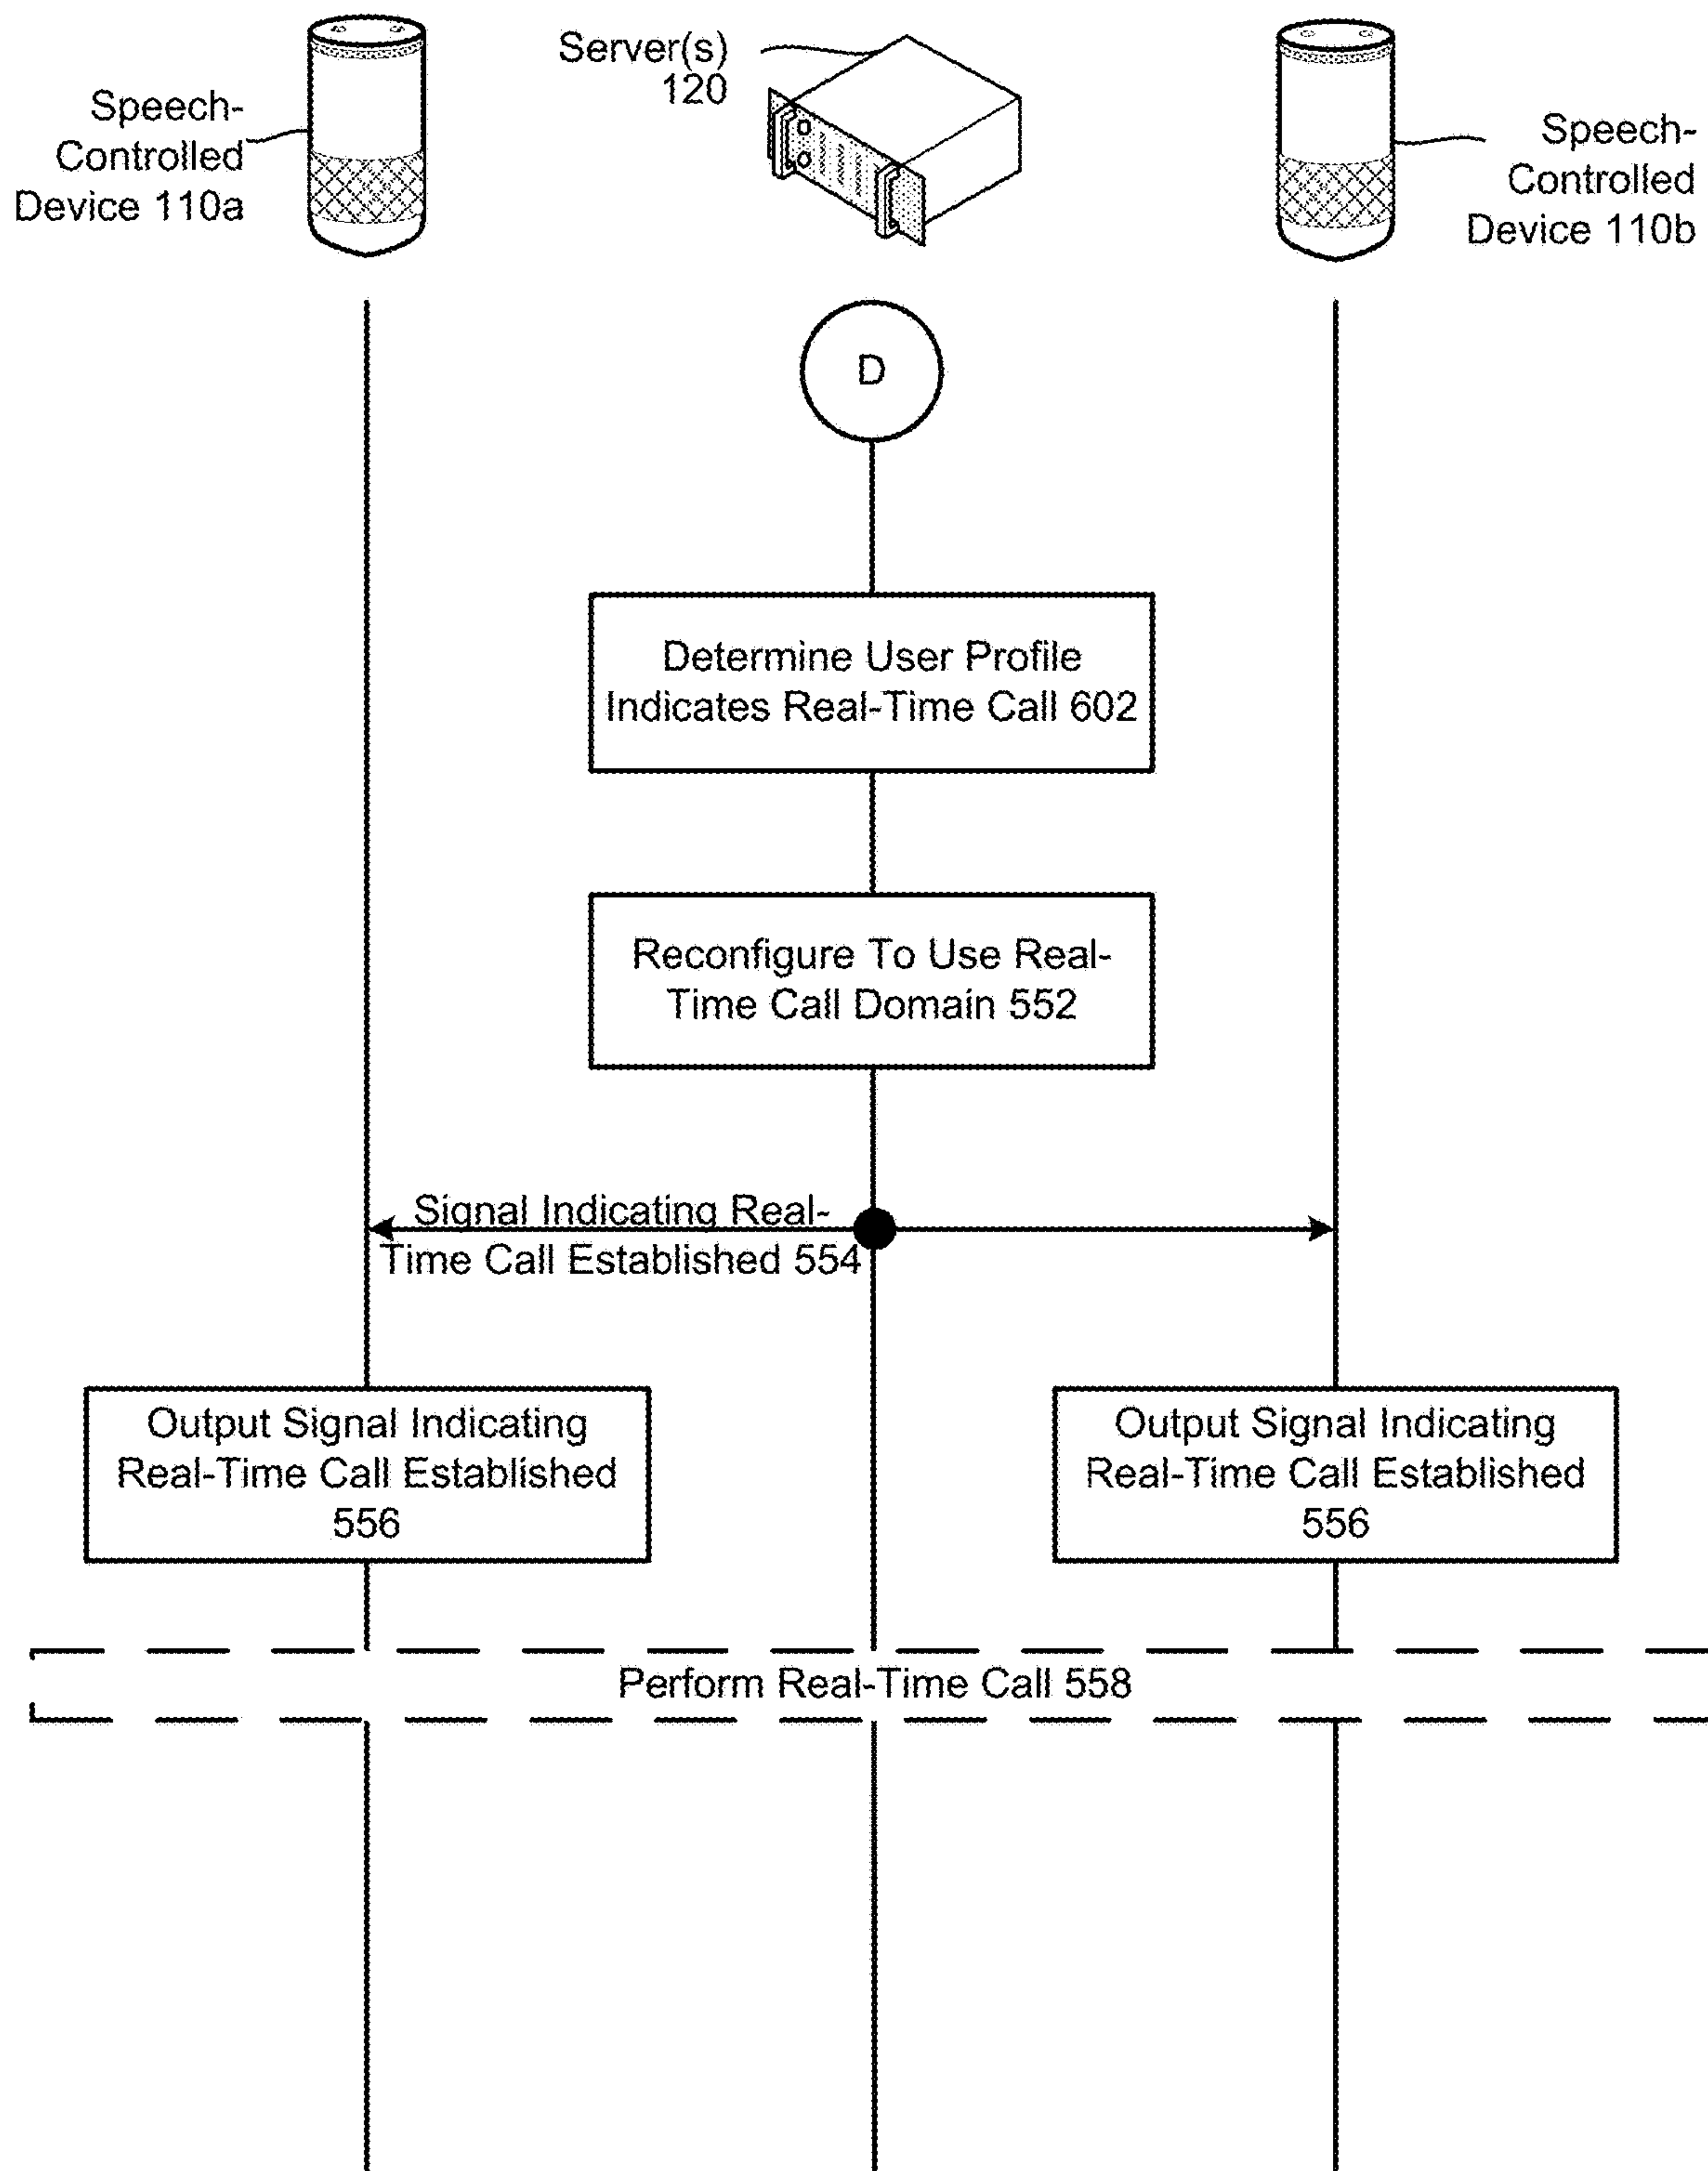 Speech-
Controlled
Device 110a
Server(s)
120
Speech-
Controlled
Device 110b
D
Determine User Profile
Indicates Real-Time Call 602
Reconfigure To Use Real-
Time Call Domain 552
Signal Indicating Real-
Time Call Established 554
Output Signal Indicating
Real-Time Call Established
556
Output Signal Indicating
Real-Time Call Established
556
Perform Real-Time Call 558